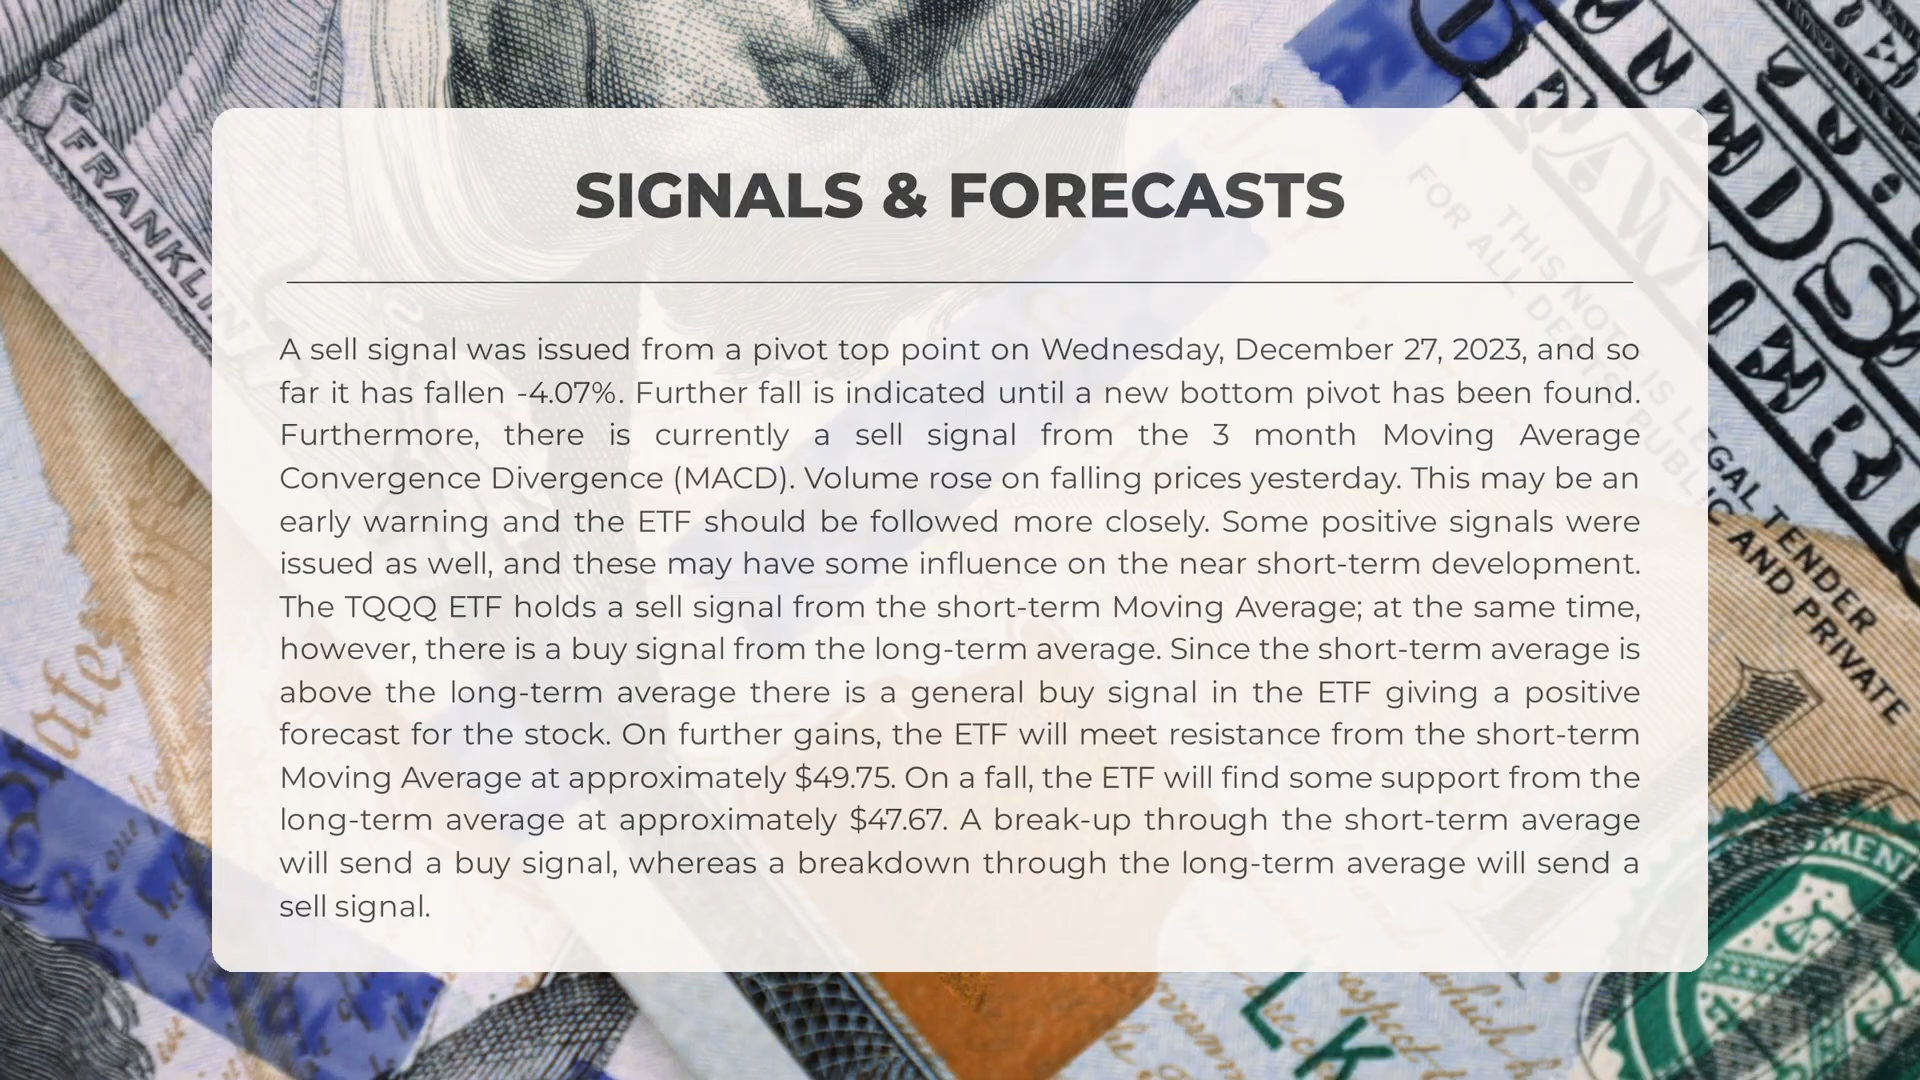 SIGNALS & FORECASTS
A sell signal was issued from a pivot top point on Wednesday, December 27, 2023, and so
far it has fallen -4.07%. Further fall is indicated until a new bottom pivot has been found.
Furthermore, there is currently a sell signal from the 3 month Moving Average
Convergence Divergence (MACD). Volume rose on falling prices yesterday. This may be an
early warning and the ETF should be followed more closely. Some positive signals were
issued as well, and these may have some influence on the near short-term development.
The TQQQ ETF holds a sell signal from the short-term Moving Average; at the same time,
however, there is a buy signal from the long-term average. Since the short-term average is
above the long-term average there is a general buy signal in the ETF giving a positive
forecast for the stock. On further gains, the ETF will meet resistance from the short-term
Moving Average at approximately $49.75. On a fall, the ETF will find some support from the
long-term average at approximately $47.67. A break-up through the short-term average
will send a buy signal, whereas a breakdown through the long-term average will send a
sell signal.
FRANKLIN
THIS NOTE IS LEGAL TENDER
FOR ALL DEBTS, PUBLIC AND PRIVATE